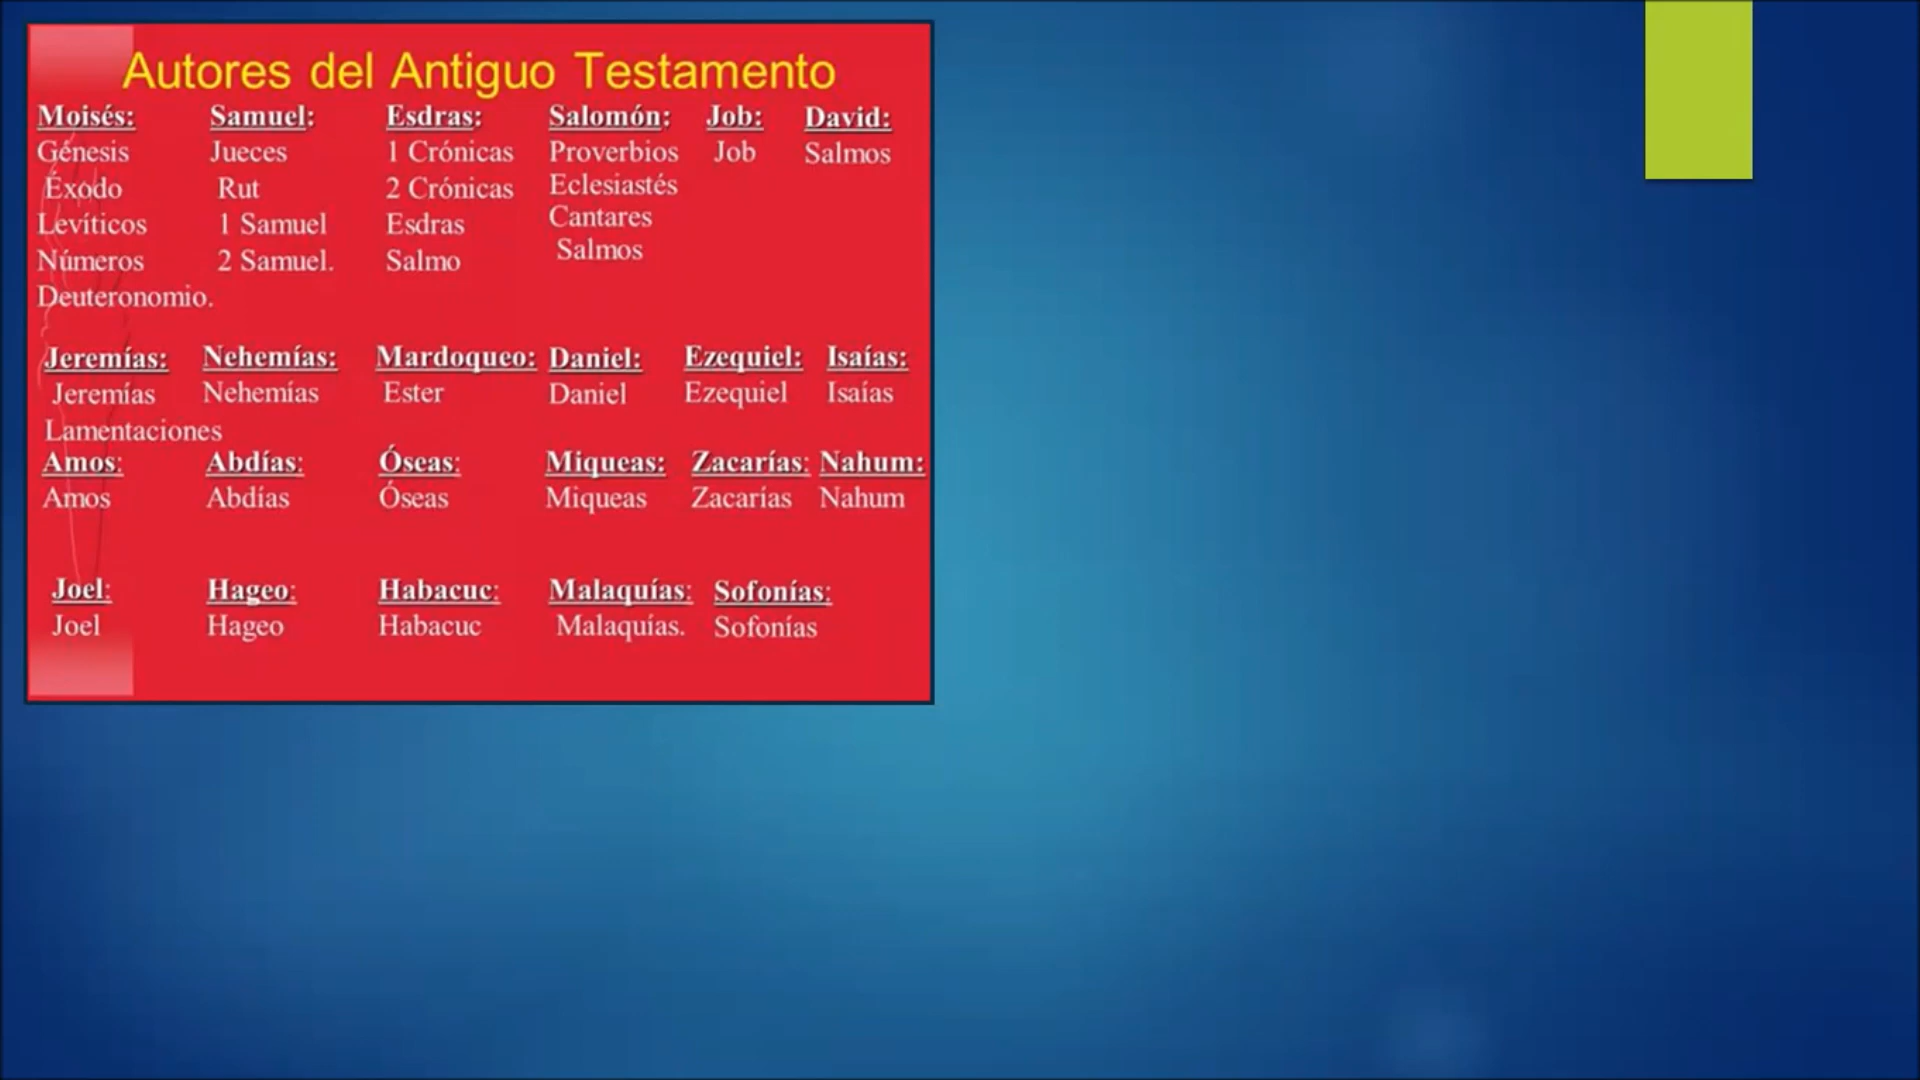 Autores del Antiguo Testamento
Moisés: Samuel: Esdras: Salomón: Job: David:
Génesis Jueces 1 Crónicas Proverbios Job Salmos
Éxodo Rut 2 Crónicas Eclesiastés
Levíticos 1 Samuel Esdras Cantares
Números 2 Samuel. Salmo Salmos
Deuteronomio.
Jeremías: Nehemías: Mardoqueo: Daniel: Ezequiel: Isaías:
Jeremías Nehemías Ester Daniel Ezequiel Isaías
Lamentaciones
Amos: Abdías: Óseas: Miqueas: Zacarías: Nahum:
Amos Abdías Óseas Miqueas Zacarías Nahum
Joel: Hageo: Habacuc: Malaquías: Sofonías:
Joel Hageo Habacuc Malaquías. Sofonías